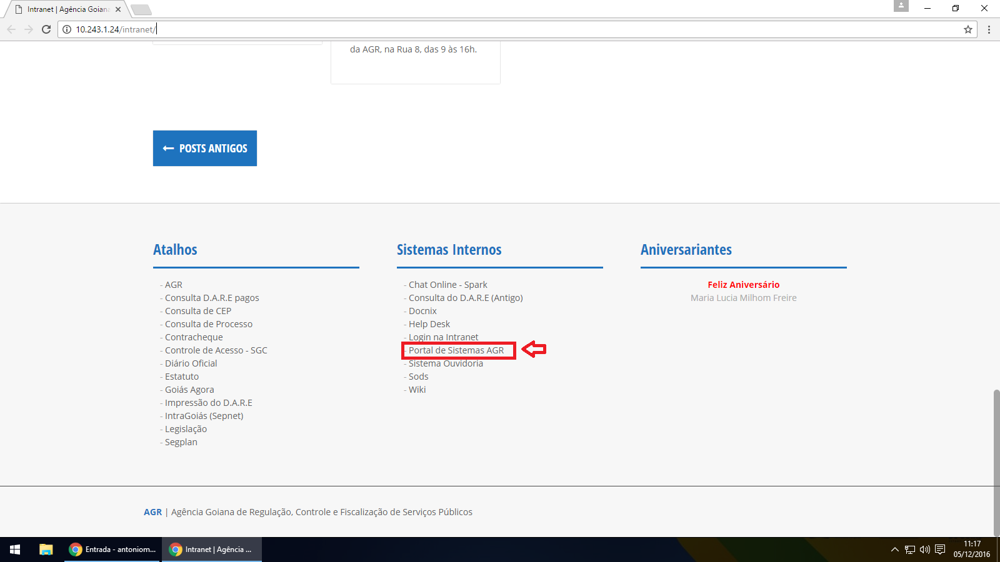 Intranet | Agência Goiana
10.243.1.24/intranet/
da AGR, na Rua 8, das 9 às 16h.
POSTS ANTIGOS
Atalhos
- AGR
- Consulta D.A.R.E pagos
- Consulta de CEP
- Consulta de Processo
- Contracheque
- Controle de Acesso - SGC
- Diário Oficial
- Estatuto
- Goiás Agora
- Impressão do D.A.R.E
- IntraGoiás (Sepnet)
- Legislação
- Segplan
Sistemas Internos
- Chat Online - Spark
- Consulta do D.A.R.E (Antigo)
- Docnix
- Help Desk
- Login na Intranet
- Portal de Sistemas AGR
- Sistema Ouvidoria
- Sods
- Wiki
Aniversariantes
Feliz Aniversário
Maria Lucia Milhom Freire
AGR | Agência Goiana de Regulação, Controle e Fiscalização de Serviços Públicos
Entrada - antoniom...
Intranet | Agência ...
11:17
05/12/2016